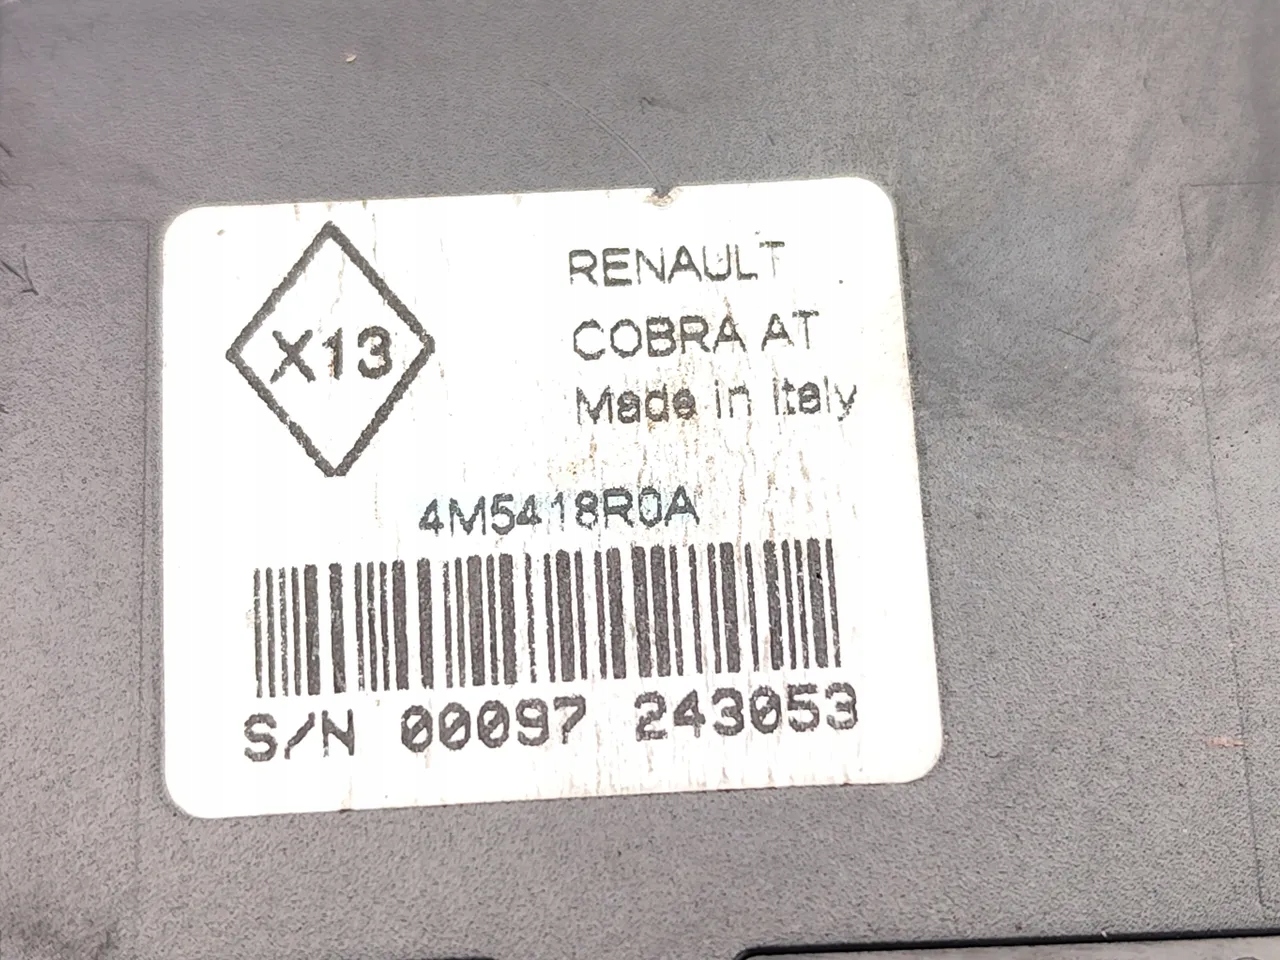 X13
RENAULT
COBRA AT
Made in Italy
4M5418R0A
S/N 00097 243053